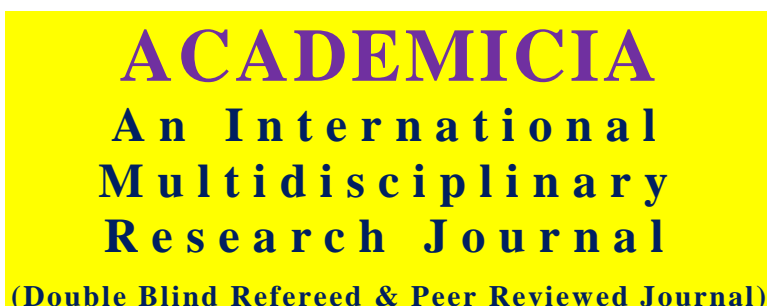 ACADEMICIA
An International
Multidisciplinary
Research Journal
(Double Blind Refereed & Peer Reviewed Journal)